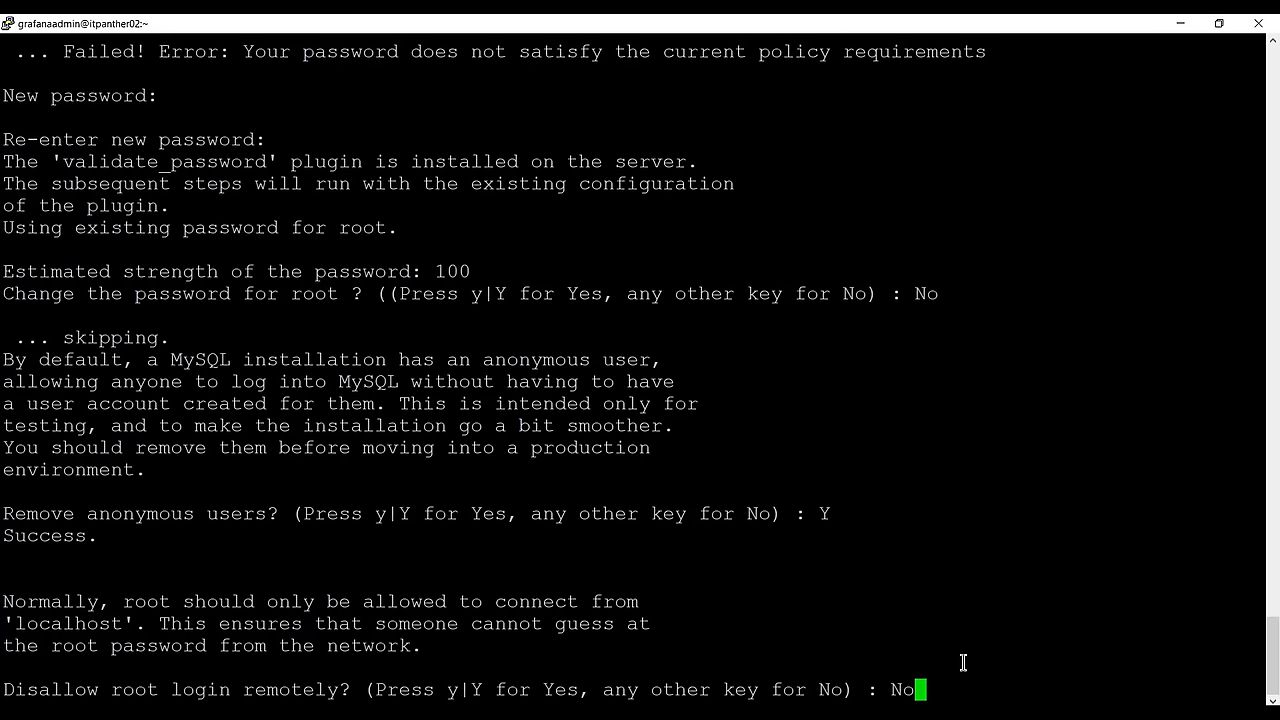 grafanaadmin@itpanther02:~
... Failed! Error: Your password does not satisfy the current policy requirements
New password:
Re-enter new password:
The 'validate_password' plugin is installed on the server.
The subsequent steps will run with the existing configuration
of the plugin.
Using existing password for root.
Estimated strength of the password: 100
Change the password for root ? ((Press y|Y for Yes, any other key for No) : No
... skipping.
By default, a MySQL installation has an anonymous user,
allowing anyone to log into MySQL without having to have
a user account created for them. This is intended only for
testing, and to make the installation go a bit smoother.
You should remove them before moving into a production
environment.
Remove anonymous users? (Press y|Y for Yes, any other key for No) : Y
Success.
Normally, root should only be allowed to connect from
'localhost'. This ensures that someone cannot guess at
the root password from the network.
Disallow root login remotely? (Press y|Y for Yes, any other key for No) : No